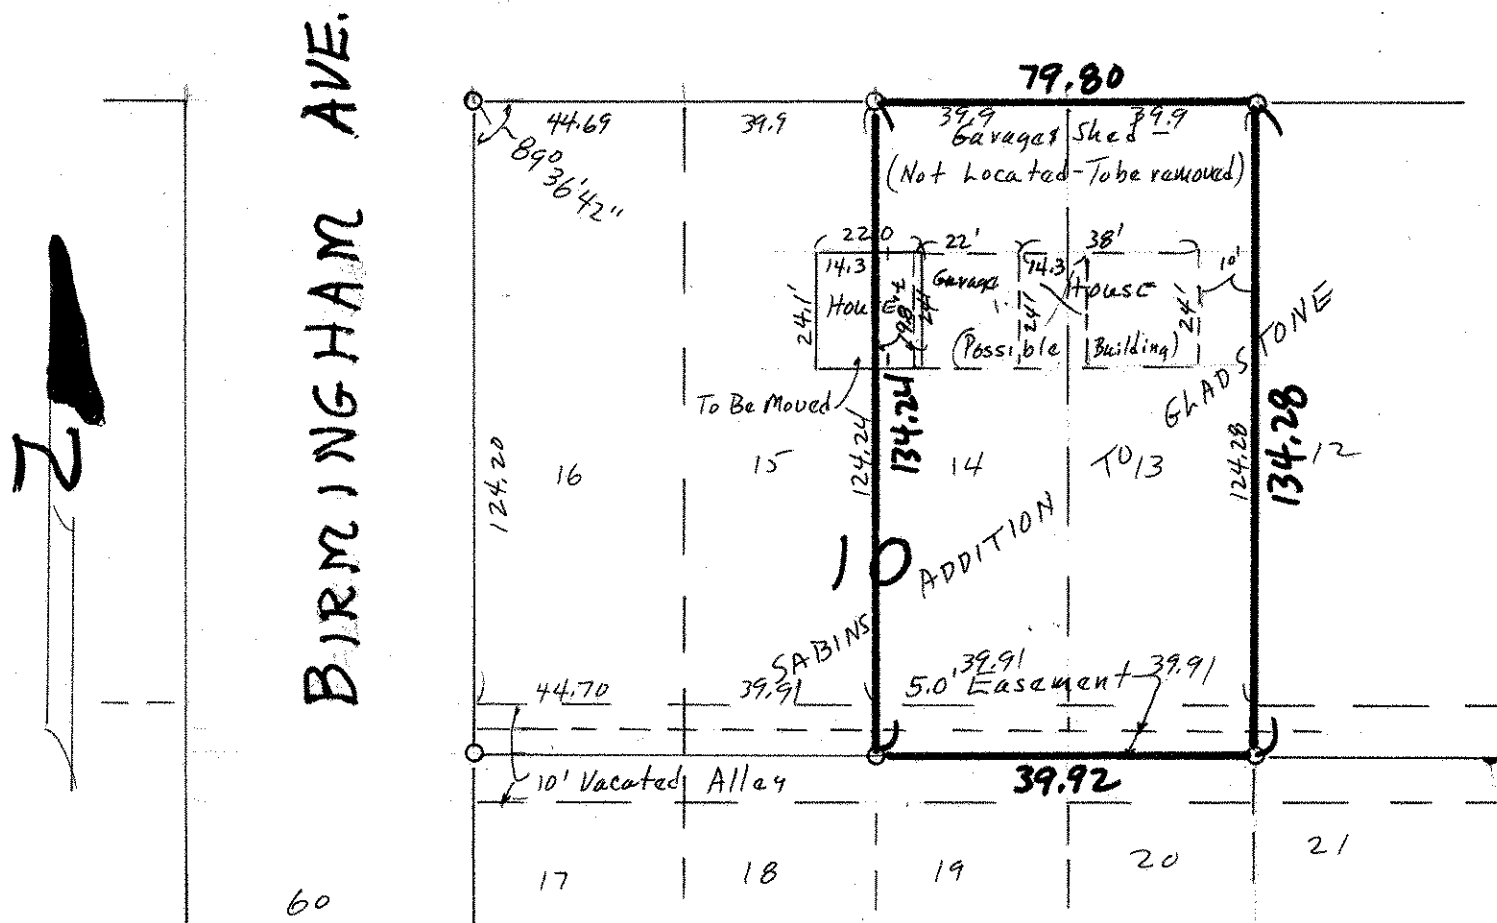 BIRMINGHAM AVE.
Z
79.80
44.69
39.9
39.9
39.9
89° 36' 42"
Garages Shed
(Not Located-To be removed)
22.0
22'
38'
14.3
Garage
14.3
House
10'
House
24.1'
9.8'±
24'
24'
24'
(Possible Building)
To Be Moved
GLADSTONE
124.20
16
15
124.24
134.24
14
TO
13
124.28
134.28
12
10
SABINS ADDITION
44.70
39.91
39.91
39.91
5.0' Easement
10' Vacated Alley
39.92
17
18
19
20
21
60